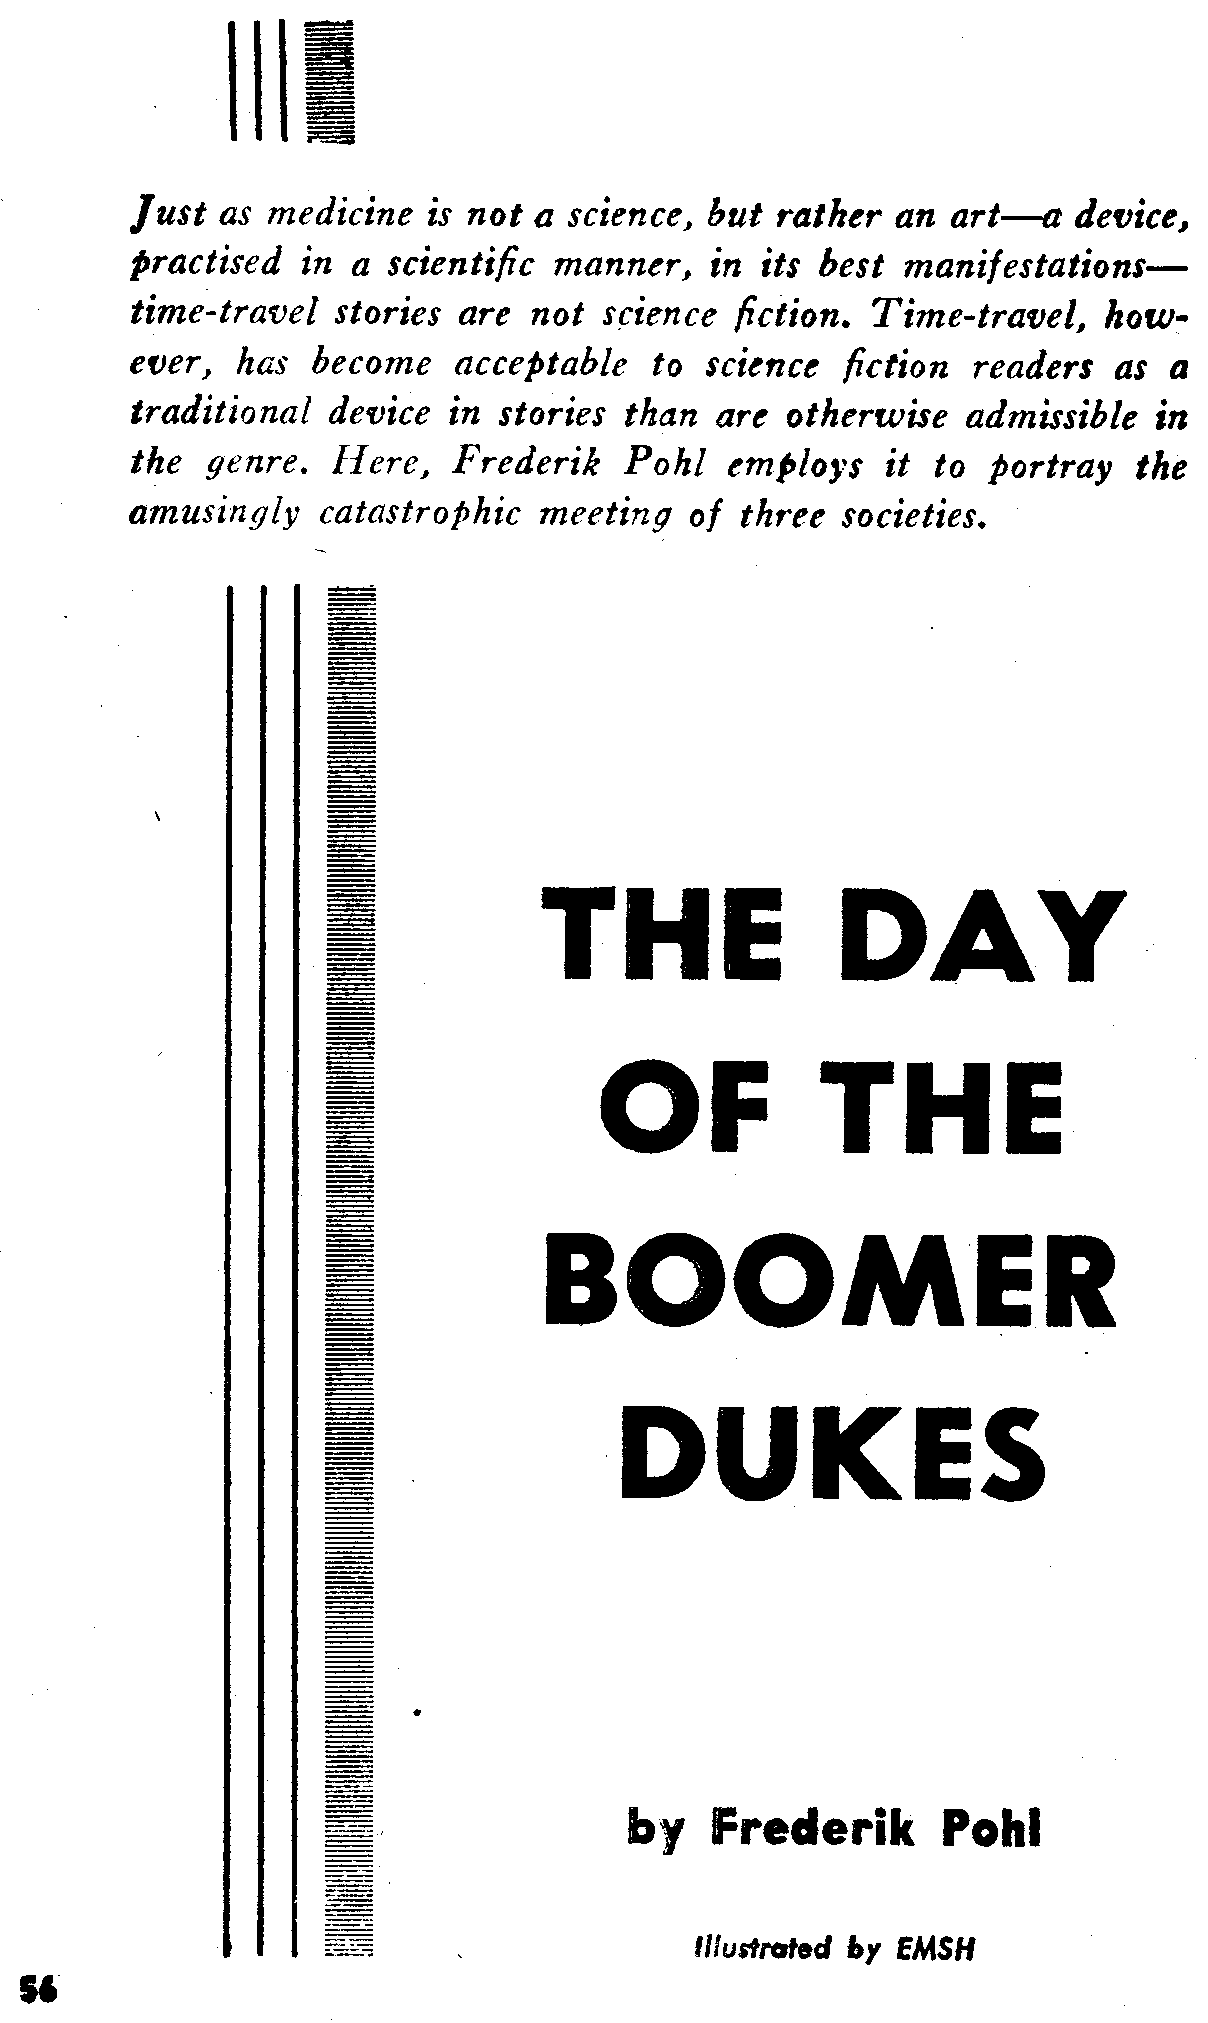 Just as medicine is not a science, but rather an art—a device,
practised in a scientific manner, in its best manifestations—
time-travel stories are not science fiction. Time-travel, how-
ever, has become acceptable to science fiction readers as a
traditional device in stories than are otherwise admissible in
the genre. Here, Frederik Pohl employs it to portray the
amusingly catastrophic meeting of three societies.
THE DAY
OF THE
BOOMER
DUKES
by Frederik Pohl
Illustrated by EMSH
56